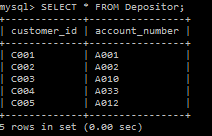 mysql> SELECT * FROM Depositor;
+-------------+----------------+
| customer_id | account_number |
+-------------+----------------+
| C001        | A001           |
| C002        | A002           |
| C003        | A010           |
| C004        | A033           |
| C005        | A012           |
+-------------+----------------+
5 rows in set (0.00 sec)